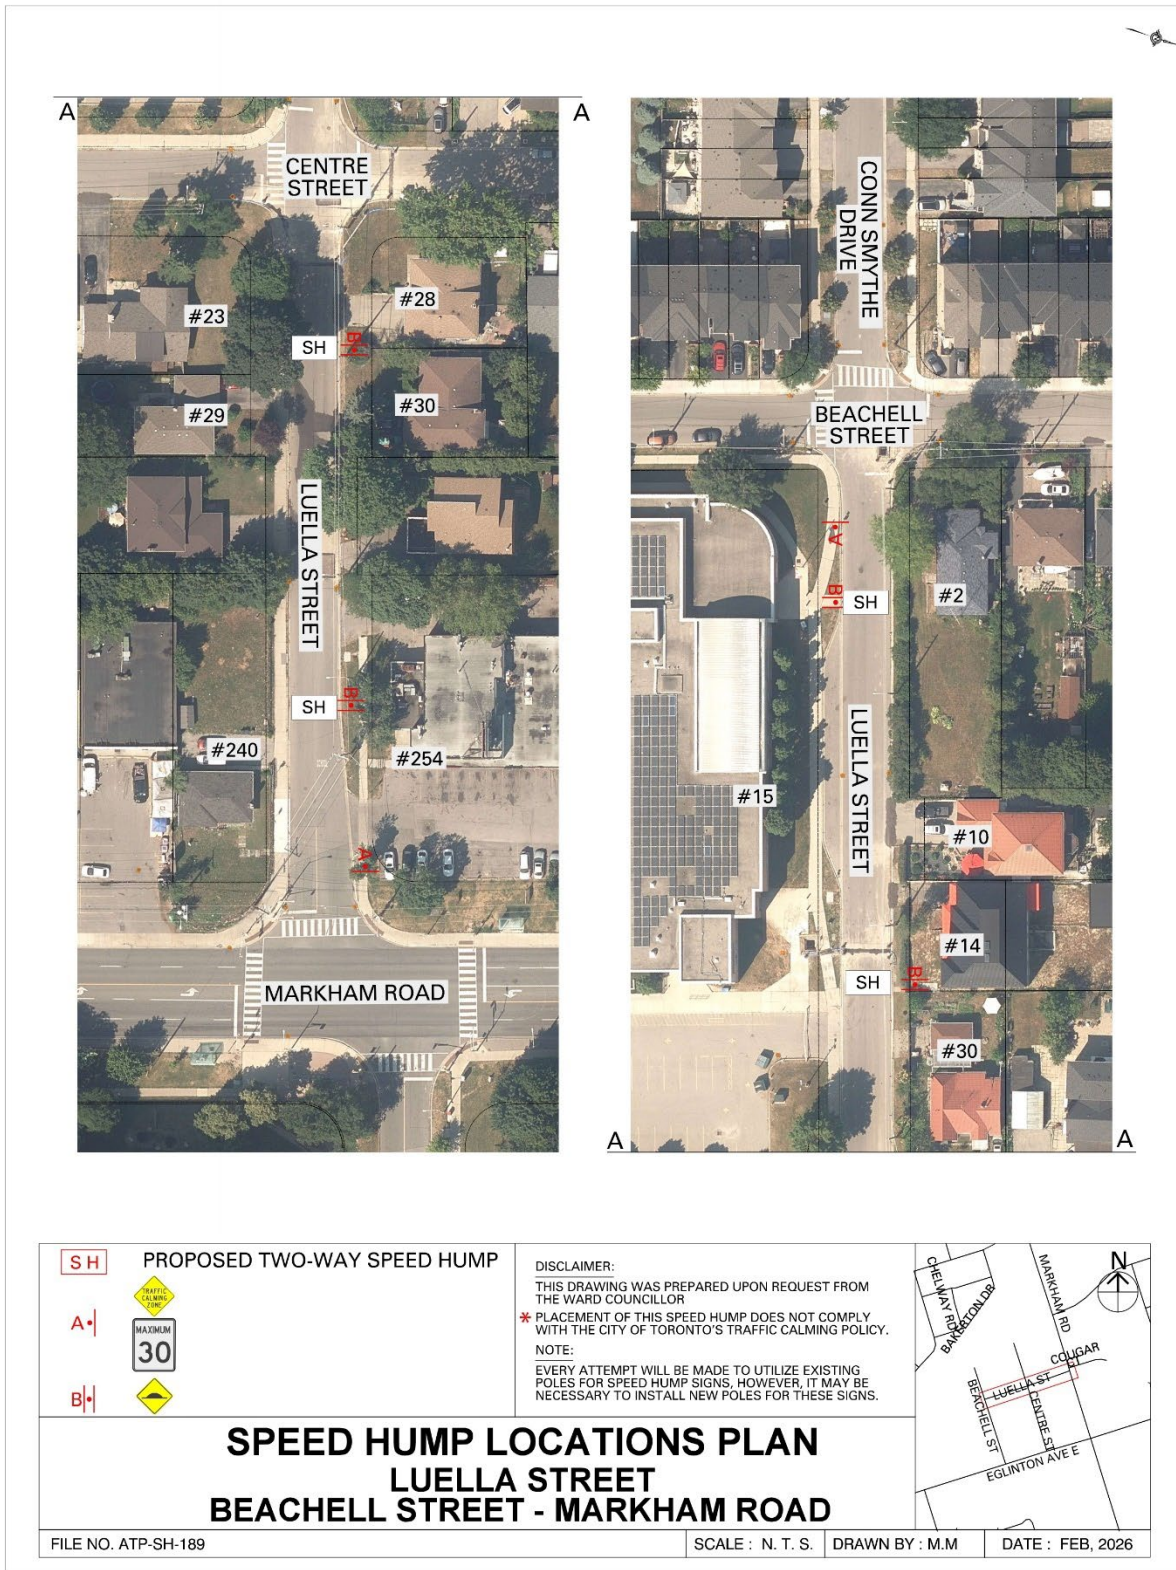 A
A
CENTRE
STREET
#23
#28
SH
B
#29
#30
LUELLA STREET
SH
B
#240
#254
A
MARKHAM ROAD
CONN SMYTHE
DRIVE
BEACHELL
STREET
A
B
SH
#2
LUELLA STREET
#15
#10
#14
SH
B
#30
A
A
SH PROPOSED TWO-WAY SPEED HUMP
TRAFFIC
CALMING
ZONE
A
MAXIMUM
30
B
DISCLAIMER:
THIS DRAWING WAS PREPARED UPON REQUEST FROM
THE WARD COUNCILLOR
* PLACEMENT OF THIS SPEED HUMP DOES NOT COMPLY
WITH THE CITY OF TORONTO'S TRAFFIC CALMING POLICY.
NOTE:
EVERY ATTEMPT WILL BE MADE TO UTILIZE EXISTING
POLES FOR SPEED HUMP SIGNS, HOWEVER, IT MAY BE
NECESSARY TO INSTALL NEW POLES FOR THESE SIGNS.
CHELWAY RD
BAKERTON DR
MARKHAM RD
N
COUGAR
CT
LUELLA ST
BEACHELL ST
CENTRE ST
EGLINTON AVE E
SPEED HUMP LOCATIONS PLAN
LUELLA STREET
BEACHELL STREET - MARKHAM ROAD
FILE NO. ATP-SH-189
SCALE : N. T. S.
DRAWN BY : M.M
DATE : FEB, 2026